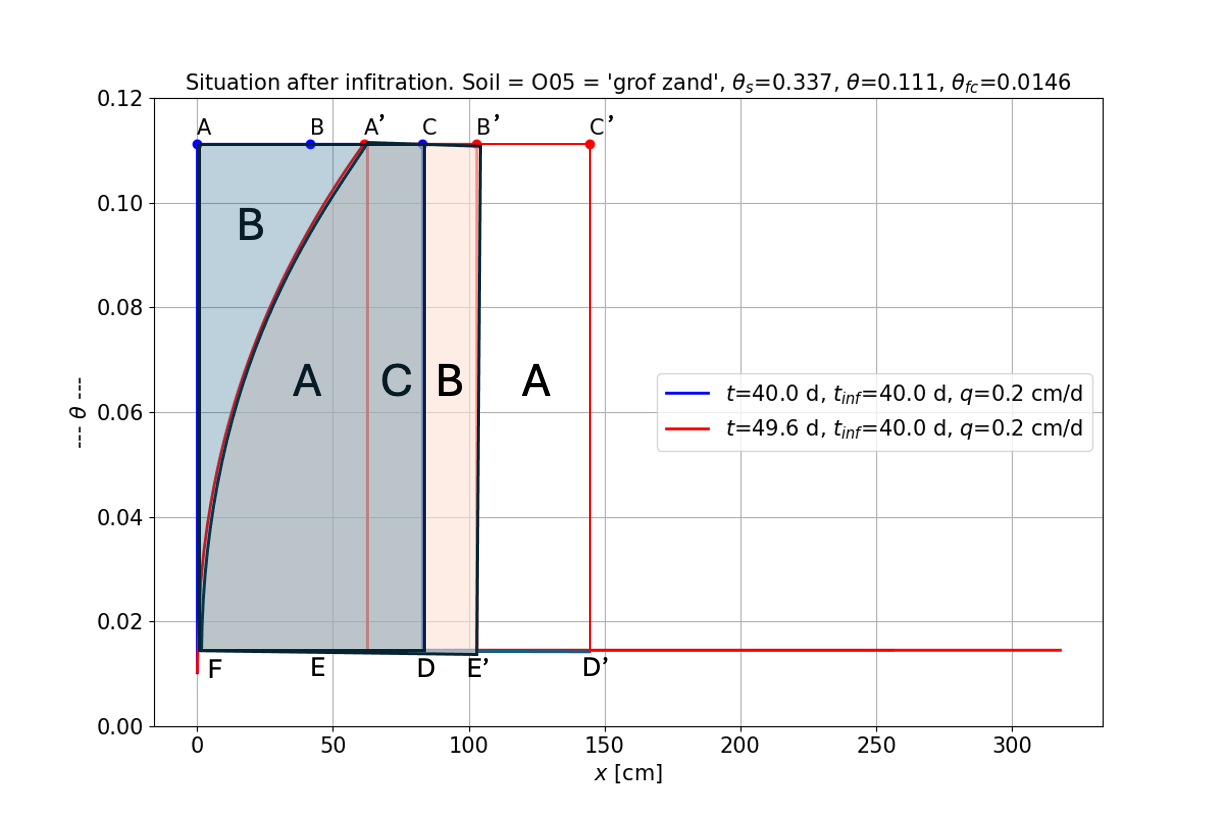 Situation after infitration. Soil = O05 = 'grof zand', θs=0.337, θ=0.111, θfc=0.0146
0.12
A B A’ C B’ C’
0.10
B
0.08
0.06
A C B A
t=40.0 d, tinf=40.0 d, q=0.2 cm/d
t=49.6 d, tinf=40.0 d, q=0.2 cm/d
--- θ ---
0.04
0.02
F E D E’ D’
0.00
0 50 100 150 200 250 300
x [cm]